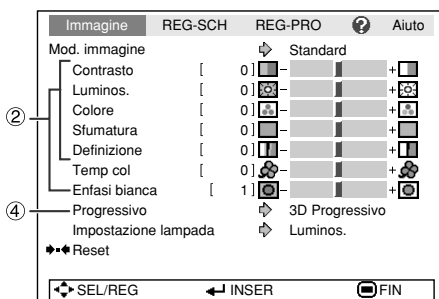 Immagine REG-SCH REG-PRO ? Aiuto
Mod. immagine Standard
Contrasto [ 0 ] - +
② Luminos. [ 0 ] - +
Colore [ 0 ] - +
Sfumatura [ 0 ] - +
Definizione [ 0 ] - +
Temp col [ 0 ] - +
Enfasi bianca [ 1 ] - +
④ Progressivo 3D Progressivo
Impostazione lampada Luminos.
Reset
SEL/REG INSER FIN